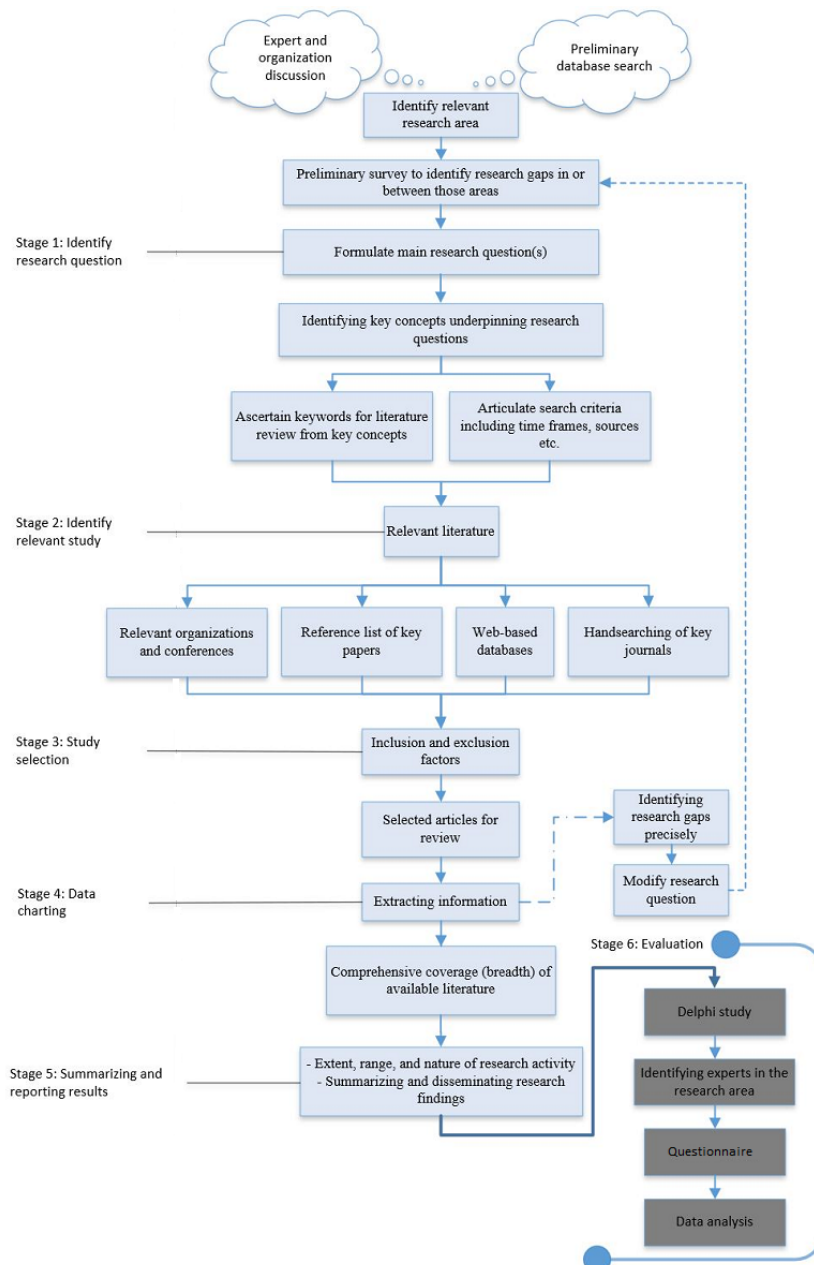 Expert and
organization
discussion
Preliminary
database search
Identify relevant
research area
Preliminary survey to identify research gaps in or
between those areas
Stage 1: Identify
research question
Formulate main research question(s)
Identifying key concepts underpinning research
questions
Ascertain keywords for literature
review from key concepts
Articulate search criteria
including time frames, sources
etc.
Stage 2: Identify
relevant study
Relevant literature
Relevant organizations
and conferences
Reference list of key
papers
Web-based
databases
Handsearching of key
journals
Stage 3: Study
selection
Inclusion and exclusion
factors
Selected articles for
review
Identifying
research gaps
precisely
Modify research
question
Stage 4: Data
charting
Extracting information
Comprehensive coverage (breadth) of
available literature
Stage 5: Summarizing and
reporting results
- Extent, range, and nature of research activity
- Summarizing and disseminating research
findings
Stage 6: Evaluation
Delphi study
Identifying experts in the
research area
Questionnaire
Data analysis